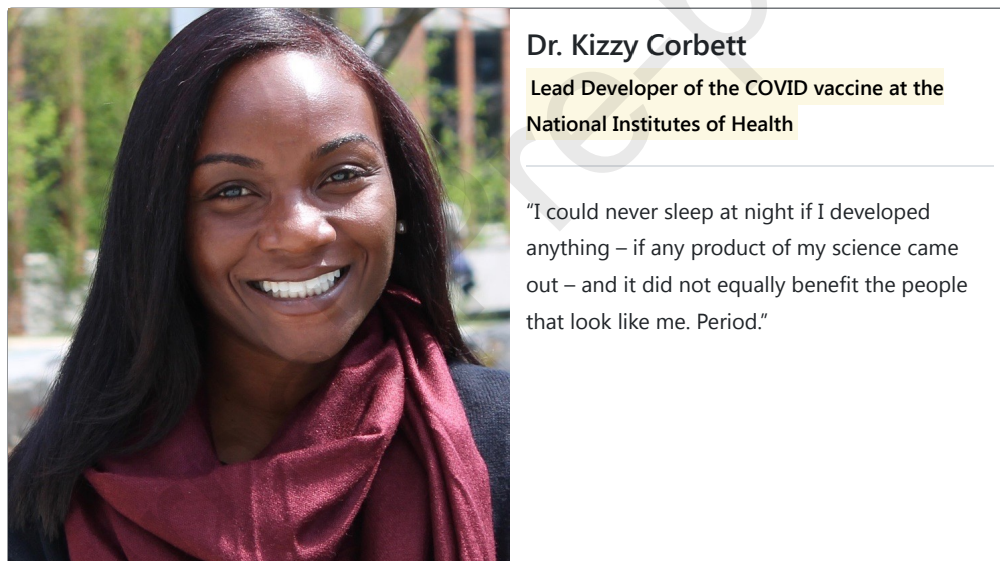 Dr. Kizzy Corbett
Lead Developer of the COVID vaccine at the
National Institutes of Health
“I could never sleep at night if I developed
anything – if any product of my science came
out – and it did not equally benefit the people
that look like me. Period.”
re-p